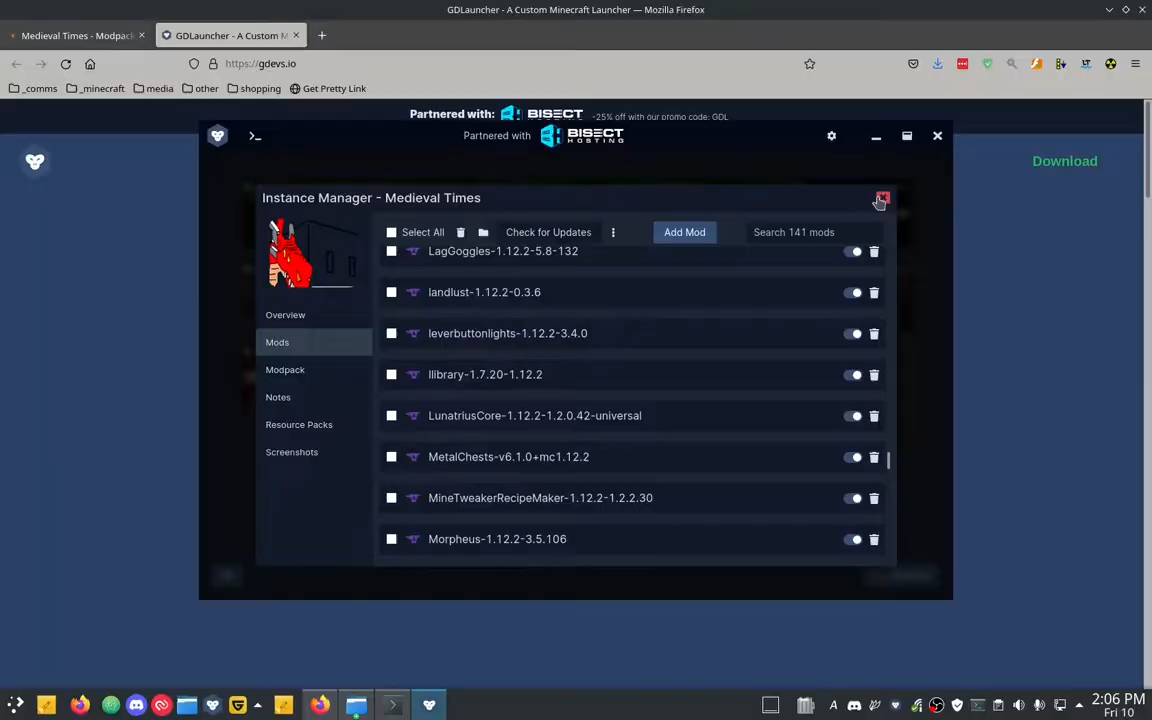 GDLauncher - A Custom Minecraft Launcher — Mozilla Firefox
Medieval Times - Modpac
GDLauncher - A Custom M
https://gdevs.io
_comms
_minecraft
media
other
shopping
Get Pretty Link
Partnered with: BISECT HOSTING -25% off with our promo code: GDL
Partnered with BISECT HOSTING
Download
Instance Manager - Medieval Times
Select All
Check for Updates
Add Mod
Search 141 mods
Overview
Mods
Modpack
Notes
Resource Packs
Screenshots
LagGoggles-1.12.2-5.8-132
landlust-1.12.2-0.3.6
leverbuttonlights-1.12.2-3.4.0
llibrary-1.7.20-1.12.2
LunatriusCore-1.12.2-1.2.0.42-universal
MetalChests-v6.1.0+mc1.12.2
MineTweakerRecipeMaker-1.12.2-1.2.2.30
Morpheus-1.12.2-3.5.106
2:06 PM
Fri 10